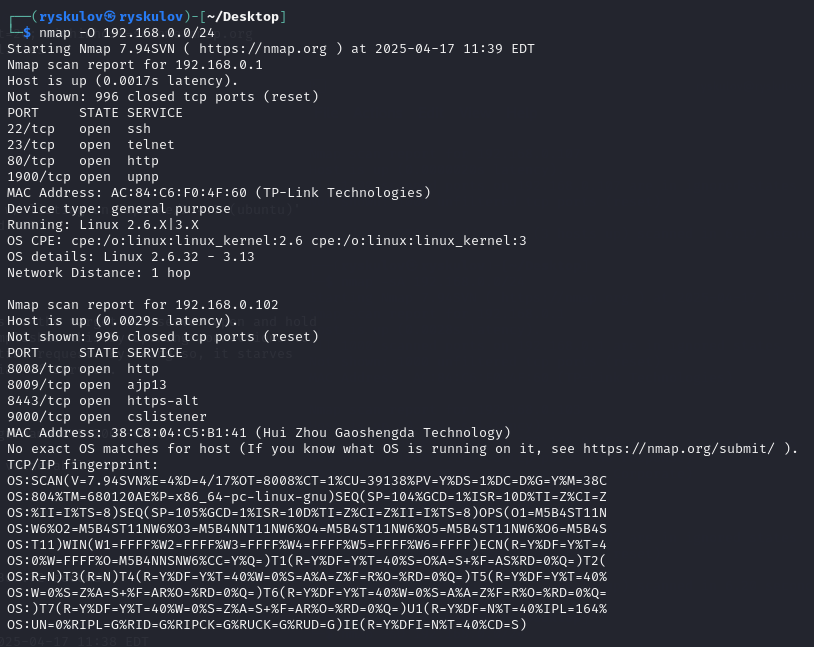 ┌──(ryskulov㉿ryskulov)-[~/Desktop]
└─$ nmap -O 192.168.0.0/24
Starting Nmap 7.94SVN ( https://nmap.org ) at 2025-04-17 11:39 EDT
Nmap scan report for 192.168.0.1
Host is up (0.0017s latency).
Not shown: 996 closed tcp ports (reset)
PORT     STATE SERVICE
22/tcp   open  ssh
23/tcp   open  telnet
80/tcp   open  http
1900/tcp open  upnp
MAC Address: AC:84:C6:F0:4F:60 (TP-Link Technologies)
Device type: general purpose
Running: Linux 2.6.X|3.X
OS CPE: cpe:/o:linux:linux_kernel:2.6 cpe:/o:linux:linux_kernel:3
OS details: Linux 2.6.32 - 3.13
Network Distance: 1 hop

Nmap scan report for 192.168.0.102
Host is up (0.0029s latency).
Not shown: 996 closed tcp ports (reset)
PORT     STATE SERVICE
8008/tcp open  http
8009/tcp open  ajp13
8443/tcp open  https-alt
9000/tcp open  cslistener
MAC Address: 38:C8:04:C5:B1:41 (Hui Zhou Gaoshengda Technology)
No exact OS matches for host (If you know what OS is running on it, see https://nmap.org/submit/ ).
TCP/IP fingerprint:
OS:SCAN(V=7.94SVN%E=4%D=4/17%OT=8008%CT=1%CU=39138%PV=Y%DS=1%DC=D%G=Y%M=38C
OS:804%TM=680120AE%P=x86_64-pc-linux-gnu)SEQ(SP=104%GCD=1%ISR=10D%TI=Z%CI=Z
OS:%II=I%TS=8)SEQ(SP=105%GCD=1%ISR=10D%TI=Z%CI=Z%II=I%TS=8)OPS(O1=M5B4ST11N
OS:W6%O2=M5B4ST11NW6%O3=M5B4NNT11NW6%O4=M5B4ST11NW6%O5=M5B4ST11NW6%O6=M5B4S
OS:T11)WIN(W1=FFFF%W2=FFFF%W3=FFFF%W4=FFFF%W5=FFFF%W6=FFFF)ECN(R=Y%DF=Y%T=4
OS:0%W=FFFF%O=M5B4NNSNW6%CC=Y%Q=)T1(R=Y%DF=Y%T=40%S=O%A=S+%F=AS%RD=0%Q=)T2(
OS:R=N)T3(R=N)T4(R=Y%DF=Y%T=40%W=0%S=A%A=Z%F=R%O=%RD=0%Q=)T5(R=Y%DF=Y%T=40%
OS:W=0%S=Z%A=S+%F=AR%O=%RD=0%Q=)T6(R=Y%DF=Y%T=40%W=0%S=A%A=Z%F=R%O=%RD=0%Q=
OS:)T7(R=Y%DF=Y%T=40%W=0%S=Z%A=S+%F=AR%O=%RD=0%Q=)U1(R=Y%DF=N%T=40%IPL=164%
OS:UN=0%RIPL=G%RID=G%RIPCK=G%RUCK=G%RUD=G)IE(R=Y%DFI=N%T=40%CD=S)